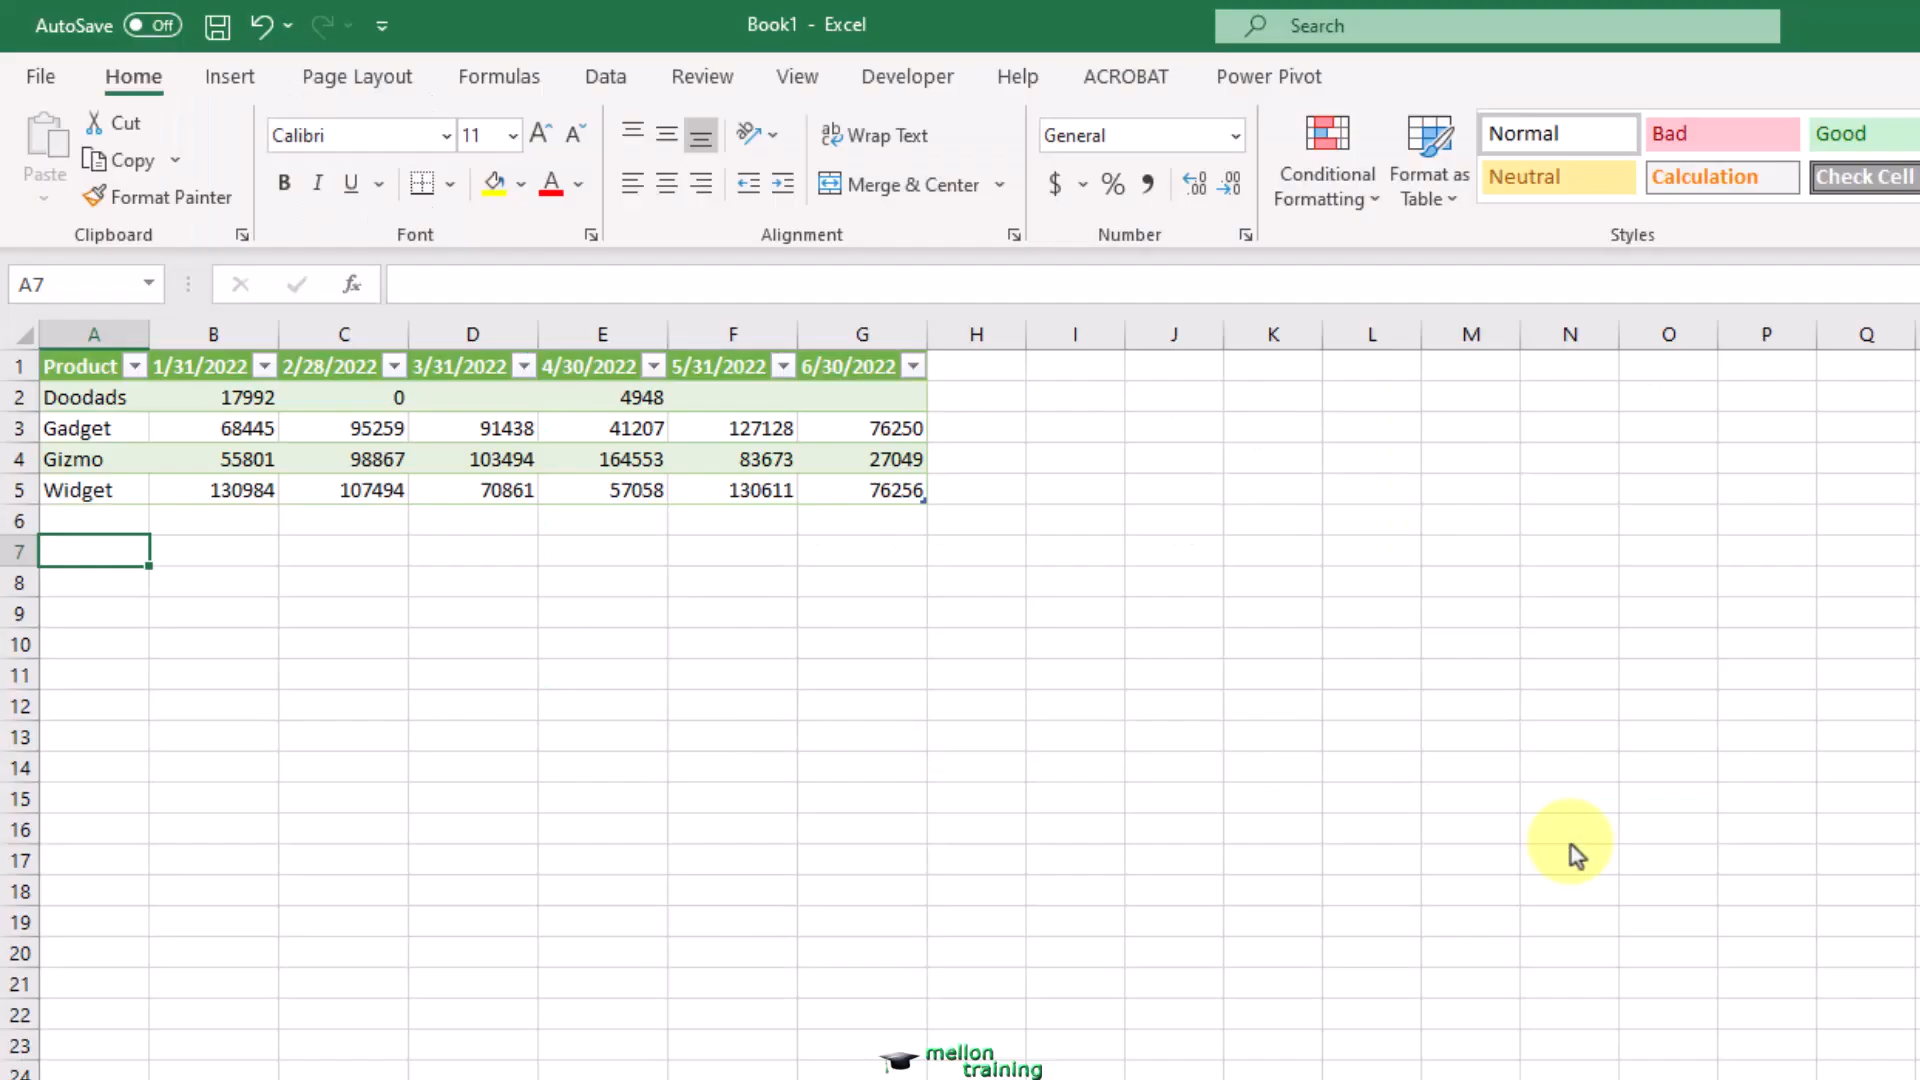 AutoSave Off Book1 - Excel Search
File Home Insert Page Layout Formulas Data Review View Developer Help ACROBAT Power Pivot
Paste
Cut
Copy
Format Painter
Clipboard
Calibri 11
B I U
Font
Wrap Text
Merge & Center
Alignment
General
$ % 9
Number
Conditional Formatting
Format as Table
Normal Bad Good
Neutral Calculation Check Cell
Styles
A7 fx
A B C D E F G H I J K L M N O P Q
1 Product 1/31/2022 2/28/2022 3/31/2022 4/30/2022 5/31/2022 6/30/2022
2 Doodads 17992 0 4948
3 Gadget 68445 95259 91438 41207 127128 76250
4 Gizmo 55801 98867 103494 164553 83673 27049
5 Widget 130984 107494 70861 57058 130611 76256
6
7
8
9
10
11
12
13
14
15
16
17
18
19
20
21
22
23
24
mellon
training